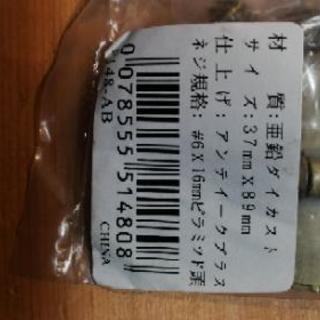 材 質:亜鉛ダイカスト
サイズ:37mm X 89mm
仕上げ:アンティークブラス
ネジ規格:#6 X 16mmピラミッド頭
0 078555 514808
148-AB
CHINA